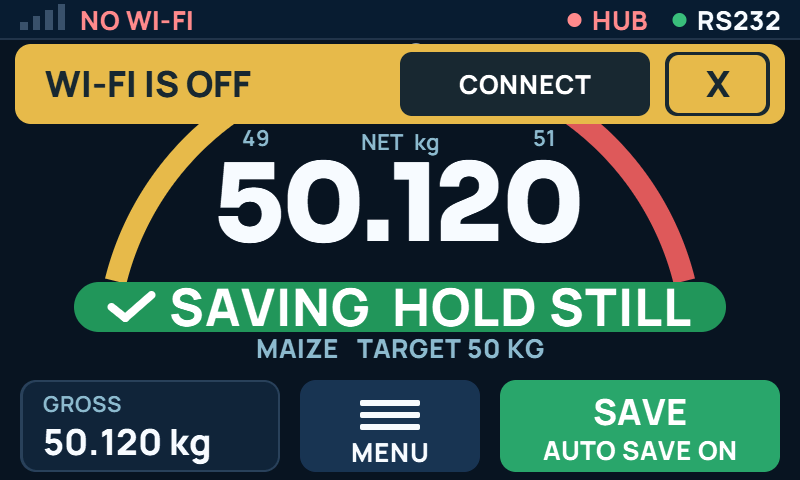 NO WI-FI
HUB
RS232
WI-FI IS OFF
CONNECT
X
49
NET kg
51
50.120
SAVING HOLD STILL
MAIZE TARGET 50 KG
GROSS
50.120 kg
MENU
SAVE
AUTO SAVE ON